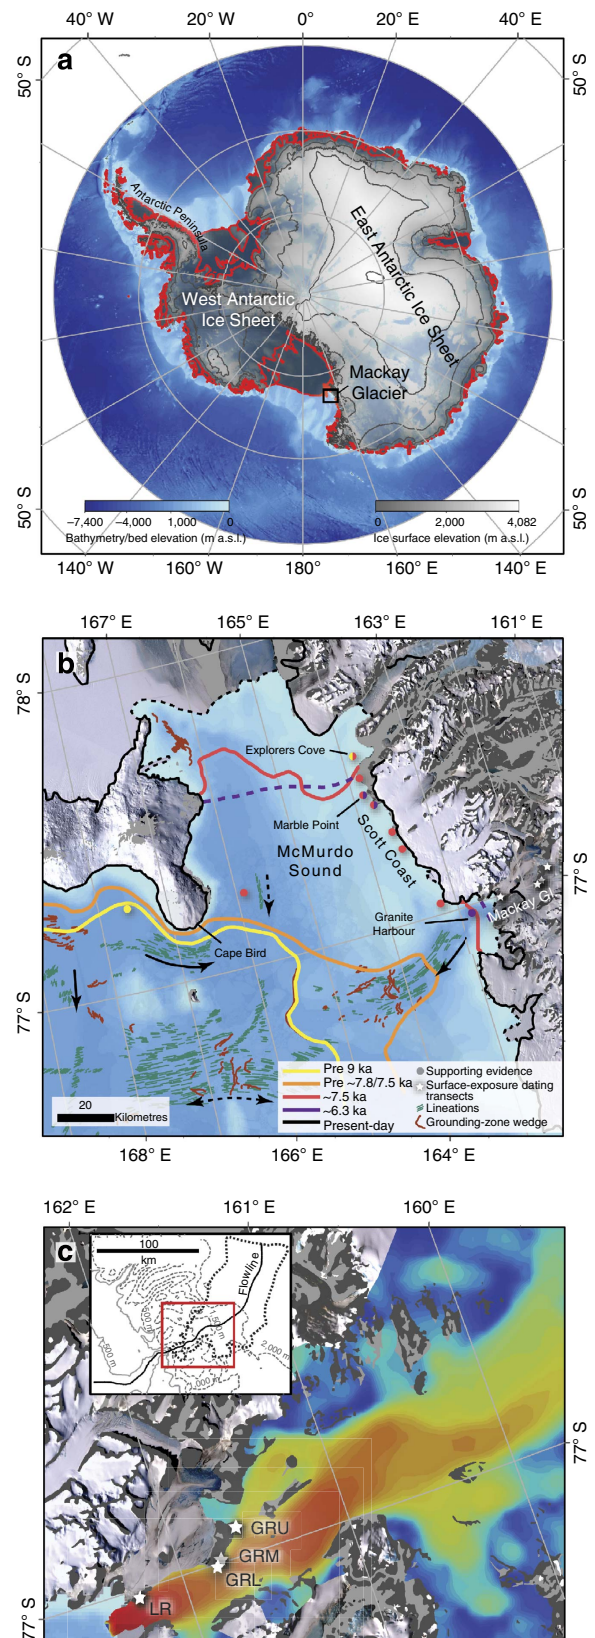 40° W 20° W 0° 20° E 40° E
a
50° S
50° S
Antarctic Peninsula
East Antarctic Ice Sheet
West Antarctic
Ice Sheet
Mackay
Glacier
50° S
50° S
−7,400 −4,000 1,000 0
Bathymetry/bed elevation (m a.s.l.)
0 2,000 4,082
Ice surface elevation (m a.s.l.)
140° W 160° W 180° 160° E 140° E
167° E 165° E 163° E 161° E
b
78° S
Explorers Cove
Marble Point
Scott Coast
McMurdo
Sound
77° S
Mackay Gl.
Granite
Harbour
Cape Bird
77° S
Pre 9 ka
Pre ~7.8/7.5 ka
~7.5 ka
~6.3 ka
Present-day
Supporting evidence
Surface-exposure dating
transects
Lineations
Grounding-zone wedge
20
Kilometres
168° E 166° E 164° E
162° E 161° E 160° E
c
100
km
Flowline
500 m
500 m
500 m
2,000 m
77° S
GRU
GRM
GRL
LR
77° S